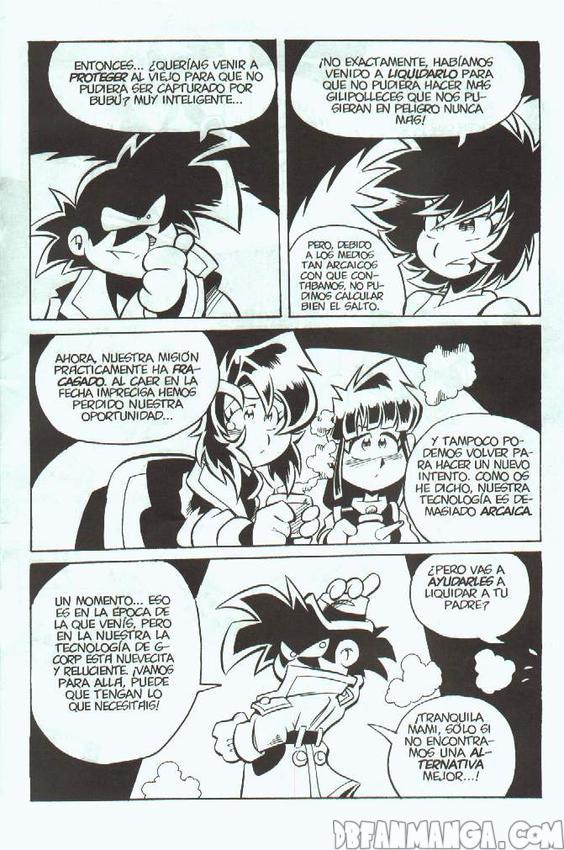 ENTONCES... ¿QUERÍAIS VENIR A
PROTEGER AL VIEJO PARA QUE NO
PUDIERA SER CAPTURADO POR
BUBÚ? MUY INTELIGENTE...
¡NO EXACTAMENTE, HABÍAMOS
VENIDO A LIQUIDARLO PARA
QUE NO PUDIERA HACER MÁS
GILIPOLLECES QUE NOS PU-
SIERAN EN PELIGRO NUNCA
MÁS!
PERO, DEBIDO
A LOS MEDIOS
TAN ARCAICOS
CON QUE CON-
TÁBAMOS, NO PU-
DIMOS CALCULAR
BIEN EL SALTO.
AHORA, NUESTRA MISIÓN
PRÁCTICAMENTE HA FRA-
CASADO. AL CAER EN LA
FECHA IMPRECISA HEMOS
PERDIDO NUESTRA
OPORTUNIDAD...
Y TAMPOCO PO-
DEMOS VOLVER PA-
RA HACER UN NUEVO
INTENTO. COMO OS
HE DICHO, NUESTRA
TECNOLOGÍA ES DE-
MASIADO ARCAICA.
UN MOMENTO... ESO
ES EN LA ÉPOCA DE
LA QUE VENÍS, PERO
EN LA NUESTRA LA
TECNOLOGÍA DE G-
CORP ESTÁ NUEVECITA
Y RELUCIENTE. ¡VAMOS
PARA ALLÁ, PUEDE
QUE TENGAN LO
QUE NECESITÁIS!
¿PERO VAS A
AYUDARLES A
LIQUIDAR A TU
PADRE?
¡TRANQUILA
MAMI, SÓLO SI
NO ENCONTRA-
MOS UNA AL-
TERNATIVA
MEJOR...!
DBFANMANGA.COM